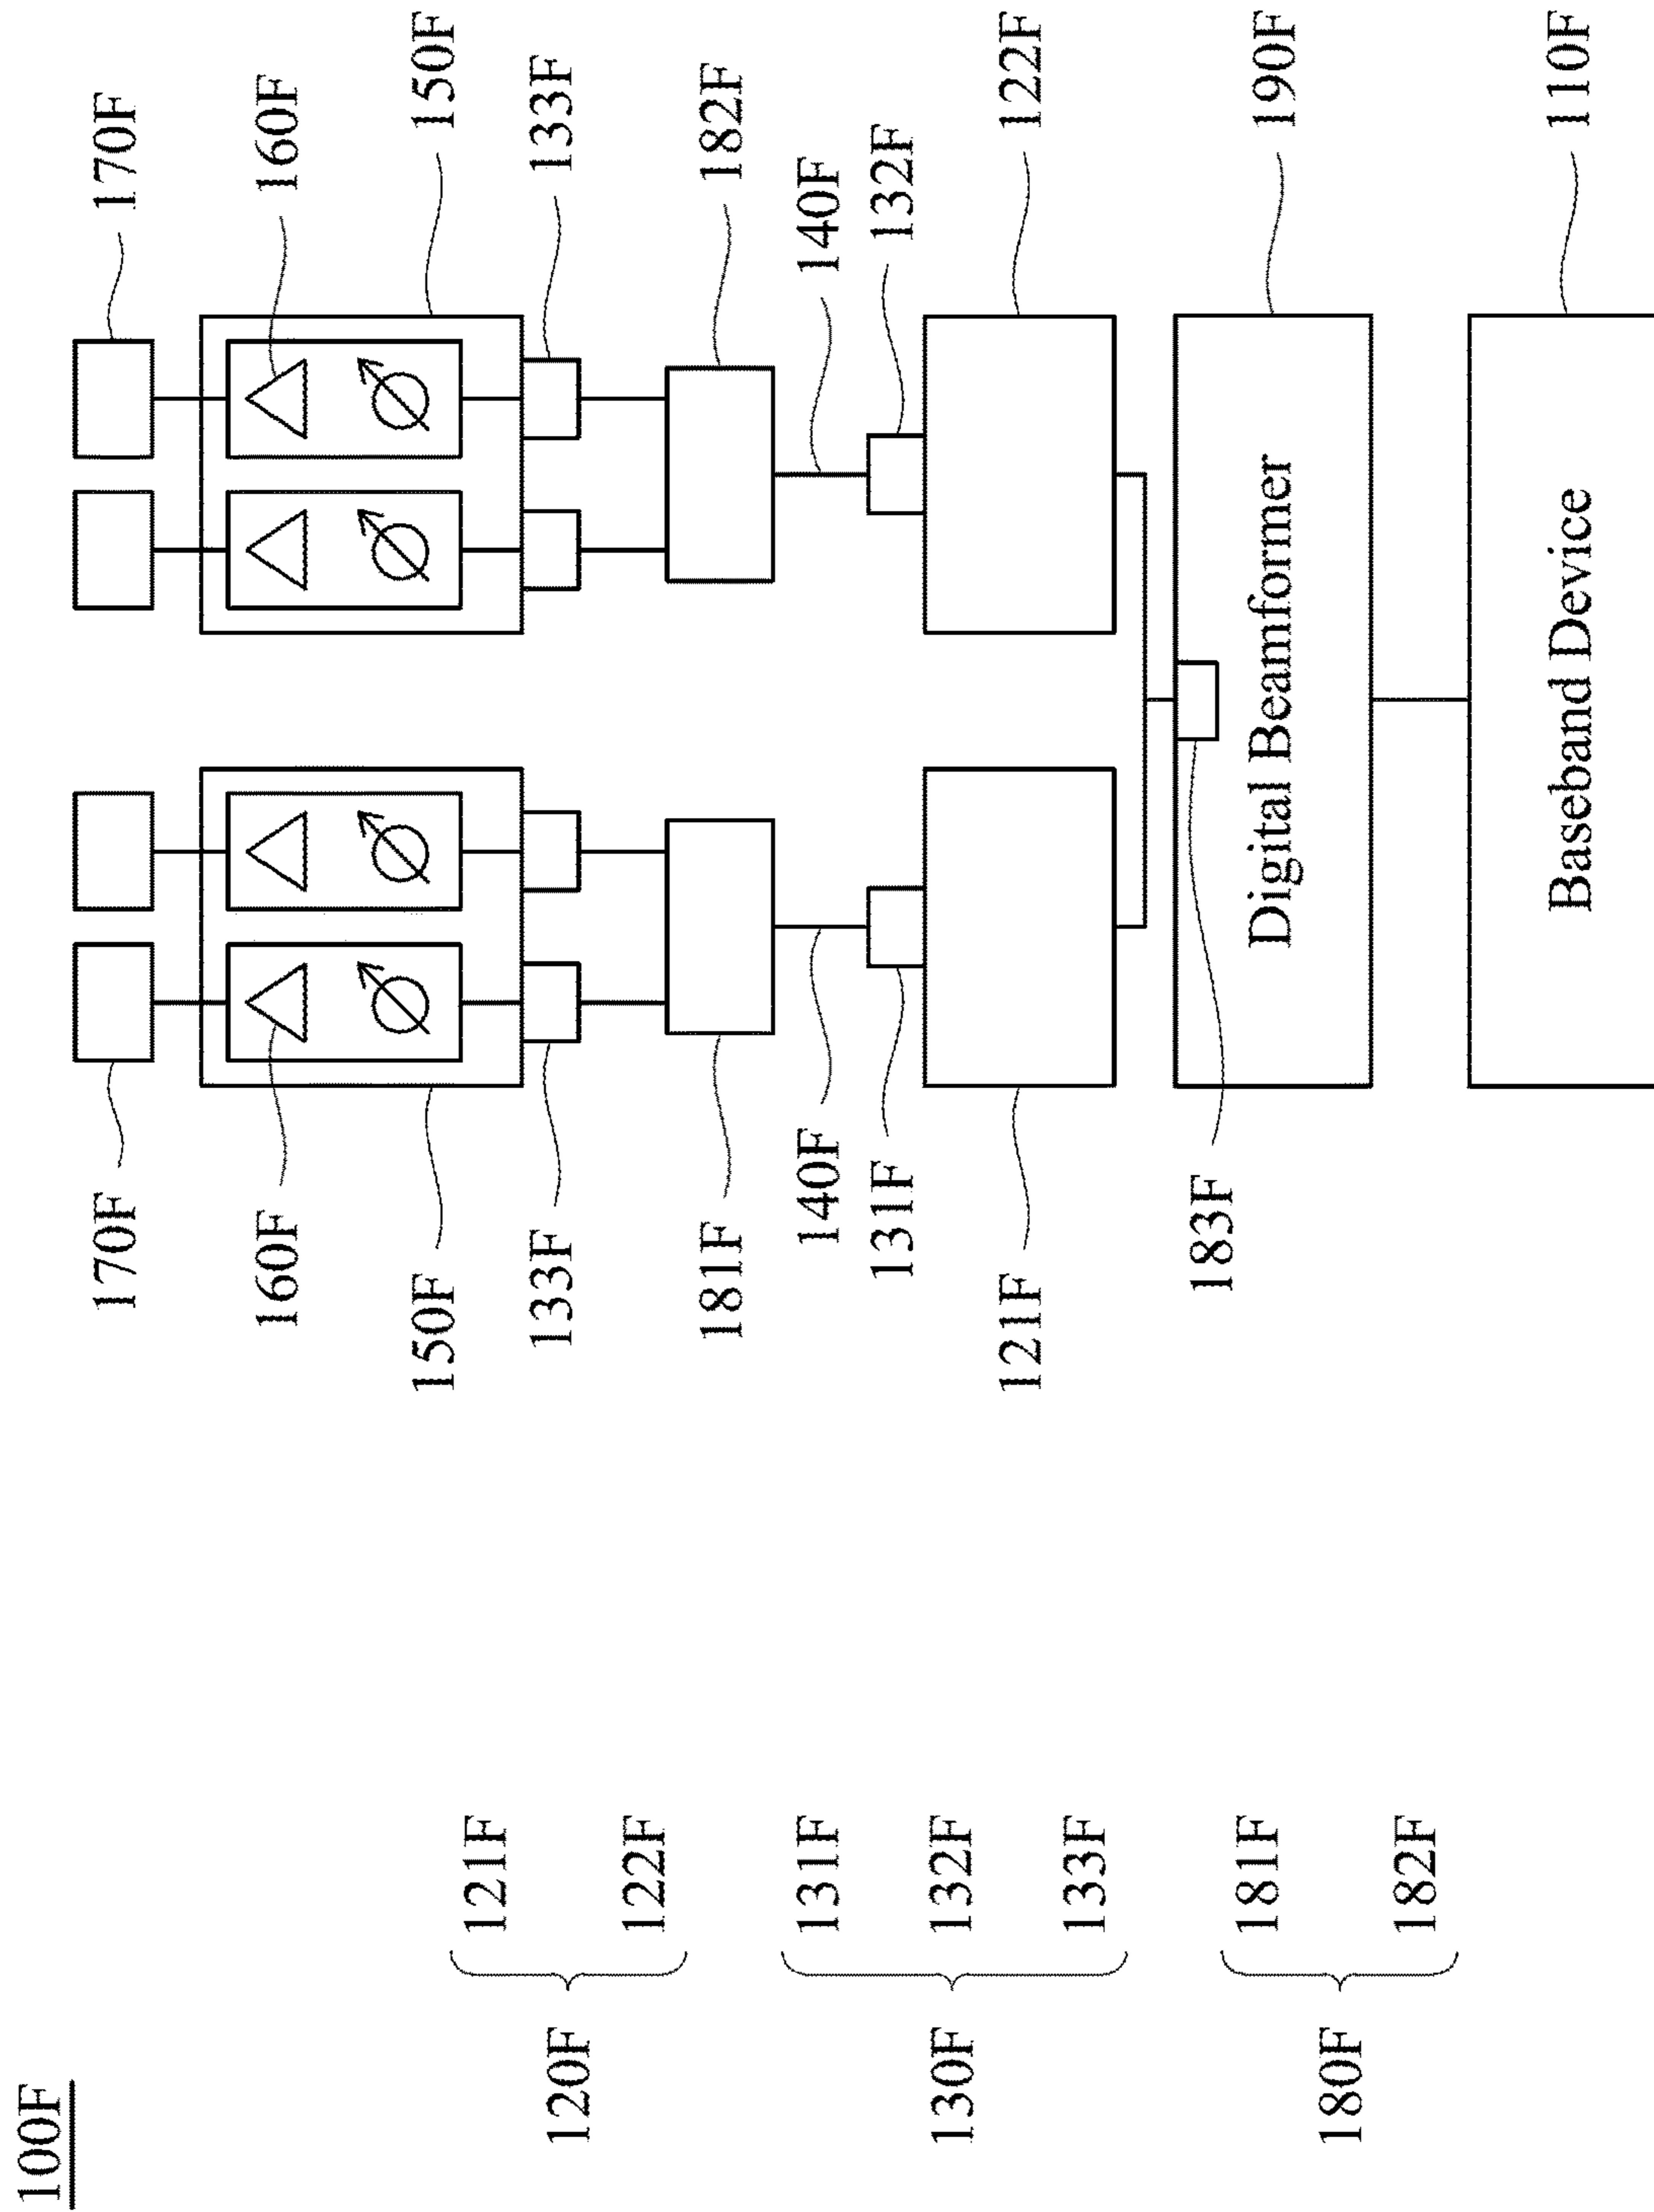 100F
121F
120F
122F
131F
130F
132F
133F
181F
180F
182F
170F
170F
160F
160F
150F
150F
133F
133F
181F
182F
140F
140F
131F
132F
121F
122F
183F
Digital Beamformer
190F
Baseband Device
110F